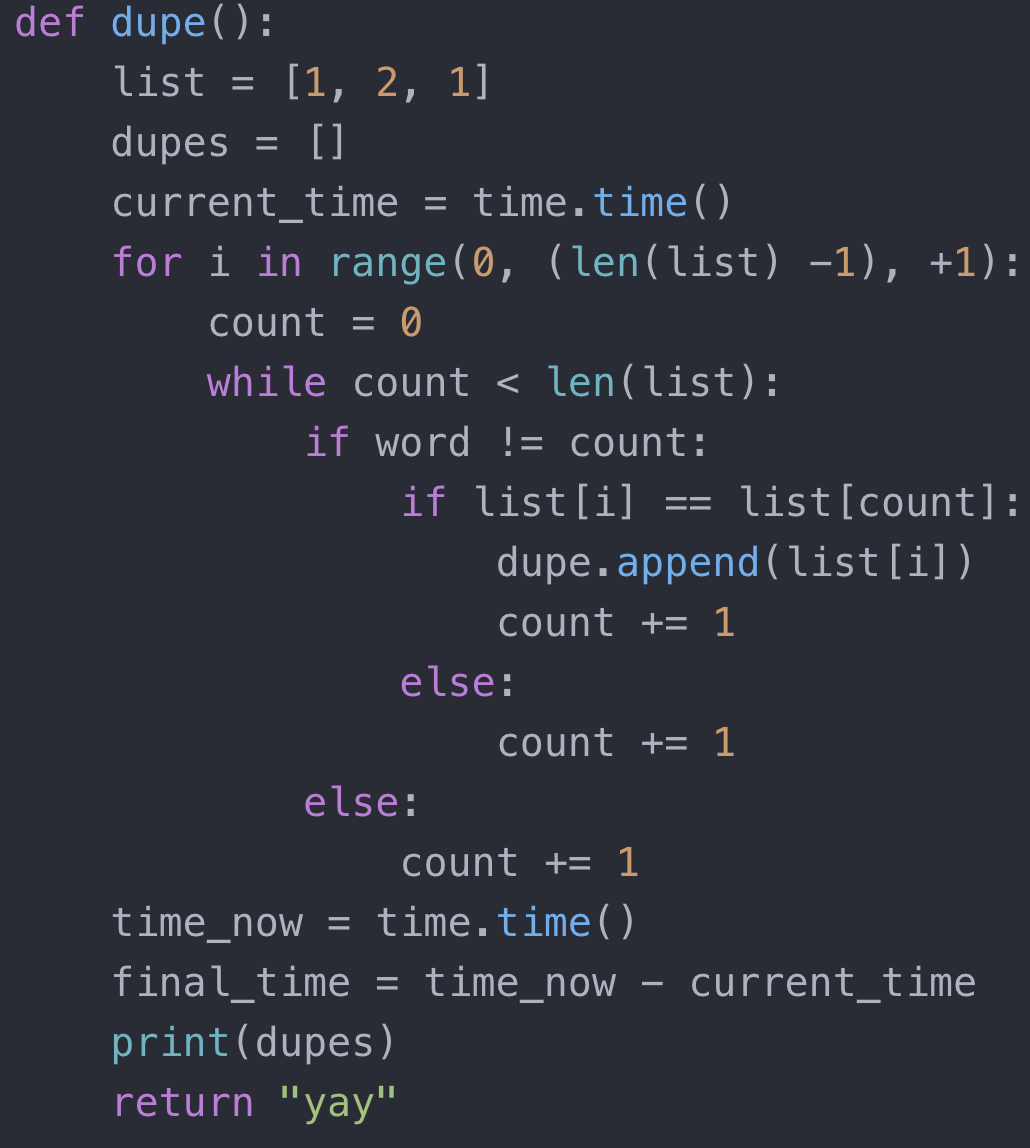 def dupe():
    list = [1, 2, 1]
    dupes = []
    current_time = time.time()
    for i in range(0, (len(list) -1), +1):
        count = 0
        while count < len(list):
            if word != count:
                if list[i] == list[count]:
                    dupe.append(list[i])
                    count += 1
                else:
                    count += 1
            else:
                count += 1
    time_now = time.time()
    final_time = time_now - current_time
    print(dupes)
    return "yay"